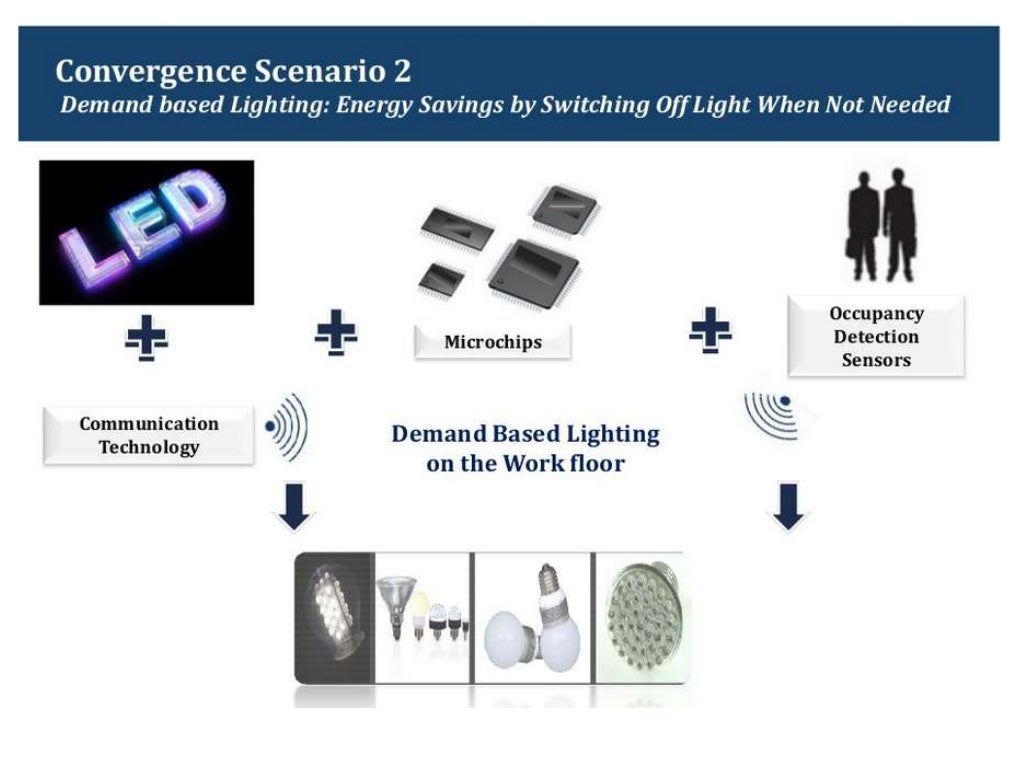 Convergence Scenario 2
Demand based Lighting: Energy Savings by Switching Off Light When Not Needed
LED
Microchips
Occupancy
Detection
Sensors
Communication
Technology
Demand Based Lighting
on the Work floor